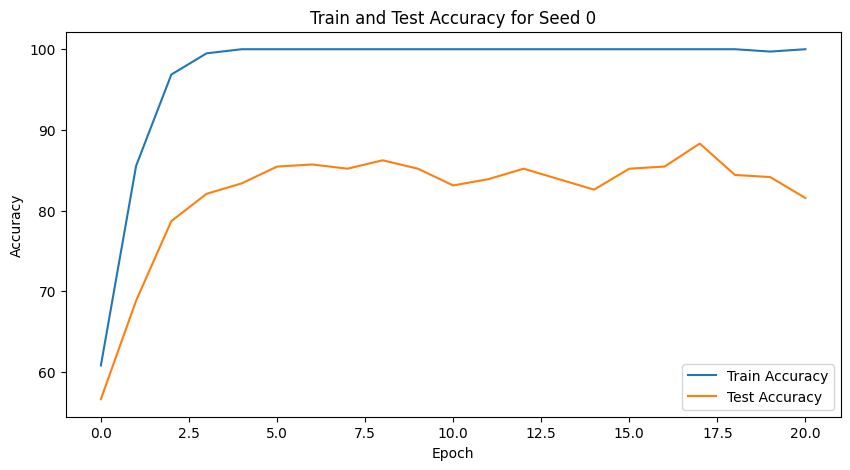 Train and Test Accuracy for Seed 0
100
90
80
70
60
Accuracy
0.0 2.5 5.0 7.5 10.0 12.5 15.0 17.5 20.0
Epoch
Train Accuracy
Test Accuracy